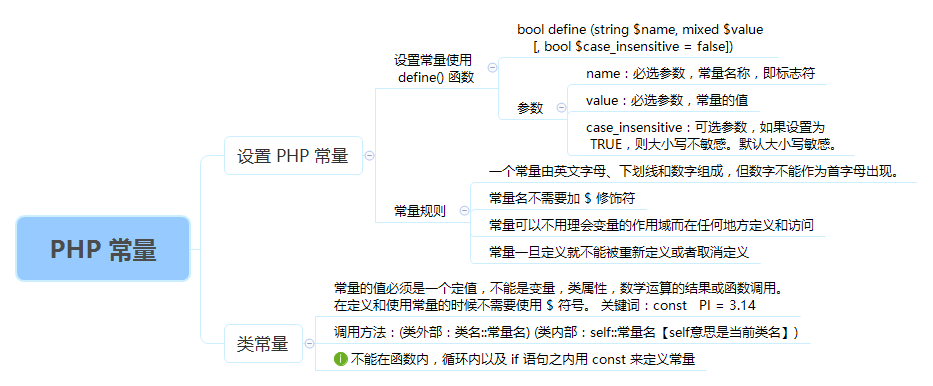 PHP 常量
设置 PHP 常量
设置常量使用
define() 函数
bool define (string $name, mixed $value
[, bool $case_insensitive = false])
参数
name：必选参数，常量名称，即标志符
value：必选参数，常量的值
case_insensitive：可选参数，如果设置为
TRUE，则大小写不敏感。默认大小写敏感。
常量规则
一个常量由英文字母、下划线和数字组成，但数字不能作为首字母出现。
常量名不需要加 $ 修饰符
常量可以不用理会变量的作用域而在任何地方定义和访问
常量一旦定义就不能被重新定义或者取消定义
类常量
常量的值必须是一个定值，不能是变量，类属性，数学运算的结果或函数调用。
在定义和使用常量的时候不需要使用 $ 符号。 关键词：const PI = 3.14
调用方法：(类外部：类名::常量名) (类内部：self::常量名【self意思是当前类名】)
不能在函数内，循环内以及 if 语句之内用 const 来定义常量